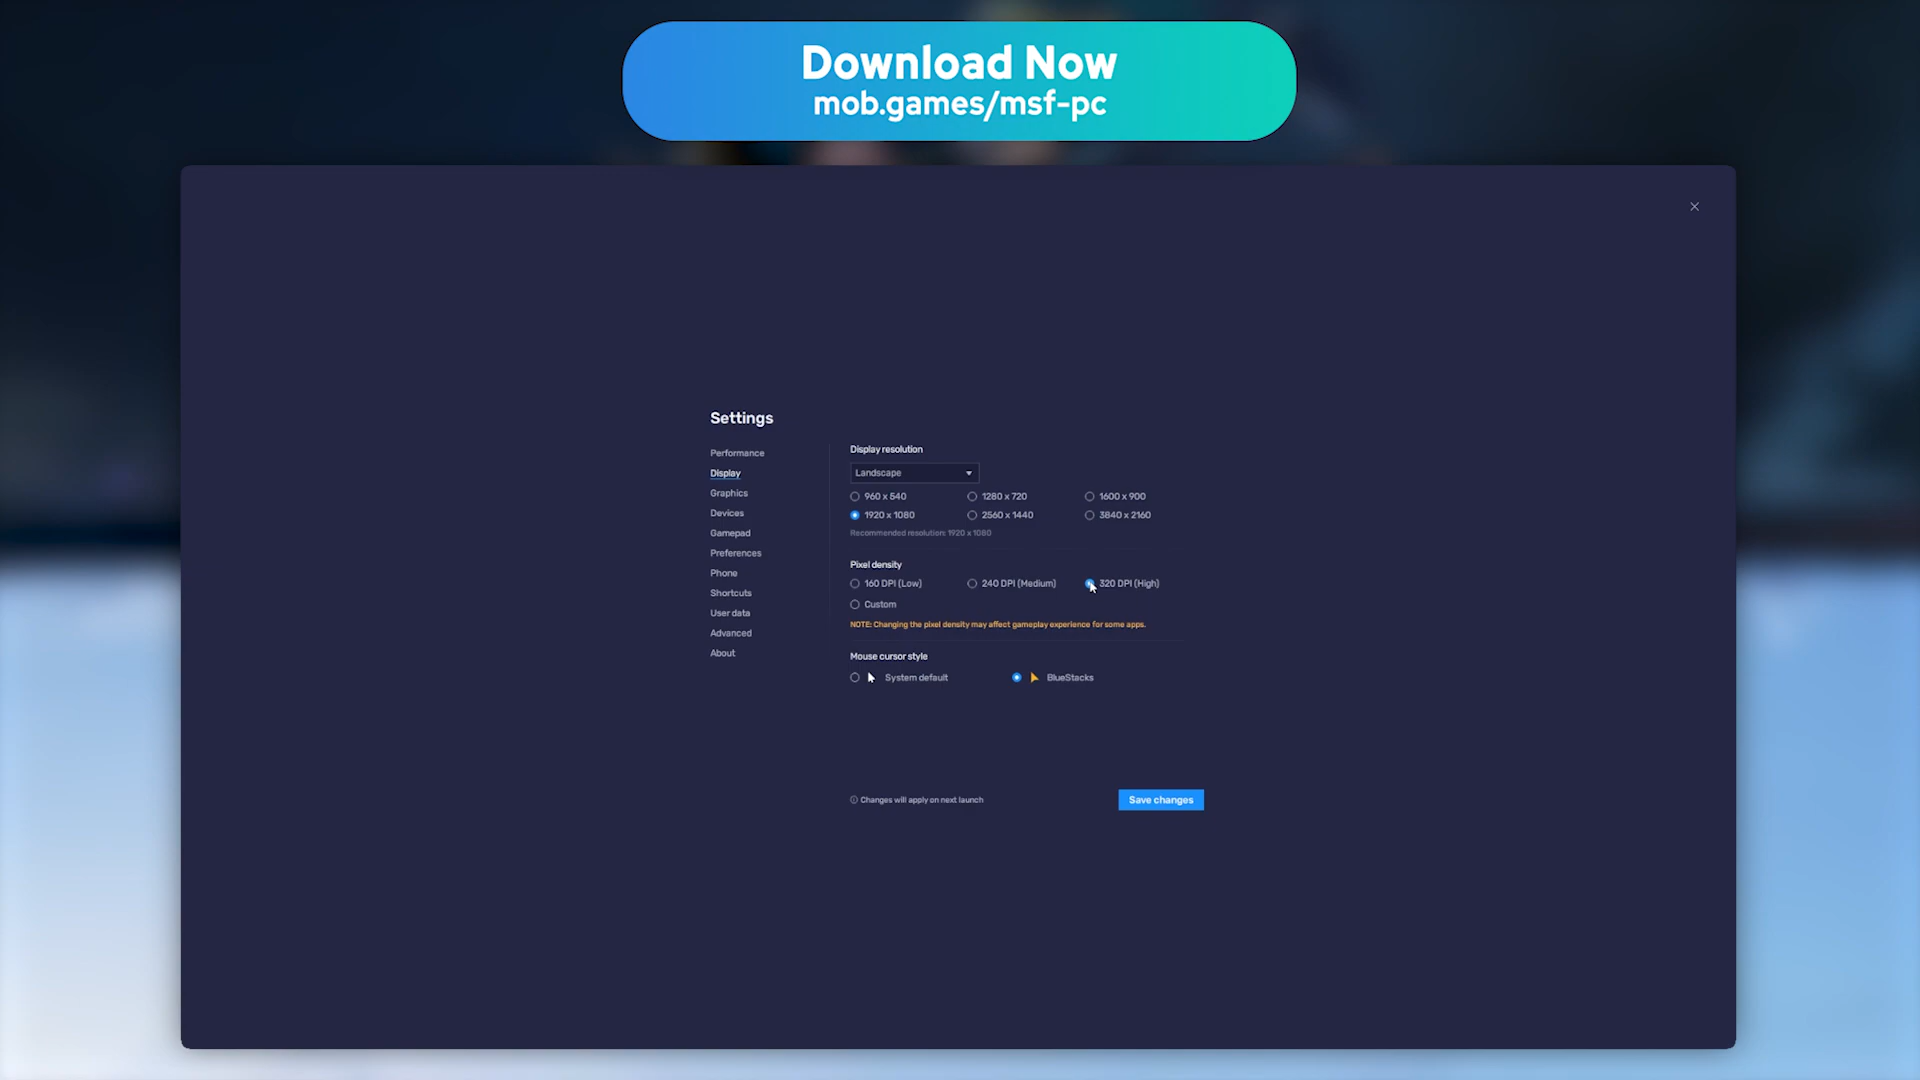 Download Now
mob.games/msf-pc
Settings
Performance
Display
Graphics
Devices
Gamepad
Preferences
Phone
Shortcuts
User data
Advanced
About
Display resolution
Landscape
960 x 540 1280 x 720 1600 x 900
1920 x 1080 2560 x 1440 3840 x 2160
Recommended resolution: 1920 x 1080
Pixel density
160 DPI (Low) 240 DPI (Medium) 320 DPI (High)
Custom
NOTE: Changing the pixel density may affect gameplay experience for some apps.
Mouse cursor style
System default BlueStacks
Changes will apply on next launch
Save changes